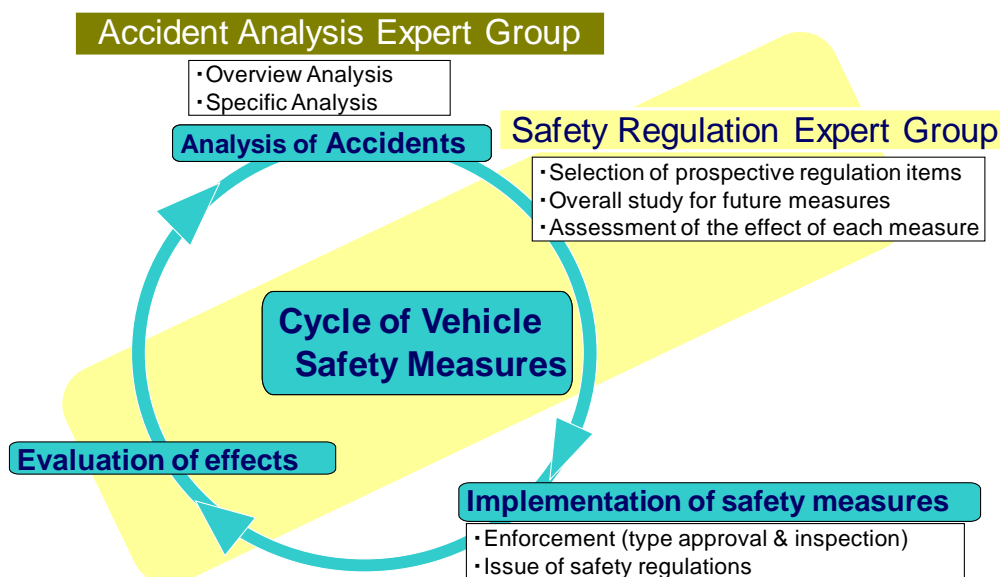 Accident Analysis Expert Group
・Overview Analysis
・Specific Analysis
Analysis of Accidents
Safety Regulation Expert Group
・Selection of prospective regulation items
・Overall study for future measures
・Assessment of the effect of each measure
Cycle of Vehicle
Safety Measures
Evaluation of effects
Implementation of safety measures
・Enforcement (type approval & inspection)
・Issue of safety regulations